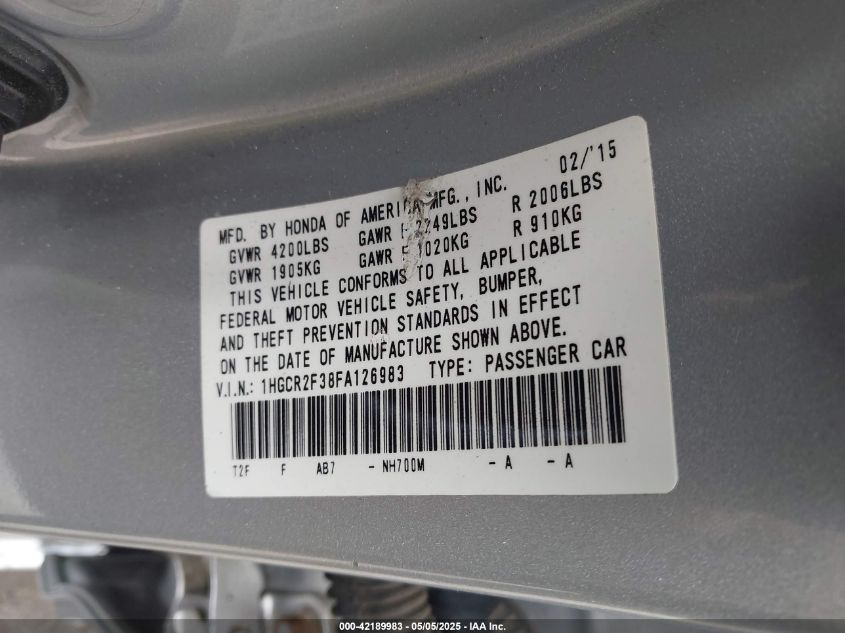 02/'15
MFD. BY HONDA OF AMERICA MFG., INC.
GVWR 4200LBS GAWR F 2249LBS R 2006LBS
GVWR 1905KG GAWR F 1020KG R 910KG
THIS VEHICLE CONFORMS TO ALL APPLICABLE
FEDERAL MOTOR VEHICLE SAFETY, BUMPER,
AND THEFT PREVENTION STANDARDS IN EFFECT
ON THE DATE OF MANUFACTURE SHOWN ABOVE.
V.I.N.: 1HGCR2F38FA126983 TYPE: PASSENGER CAR
T2F F AB7 - NH700M - A - A
000-42189983 - 05/05/2025 - IAA Inc.